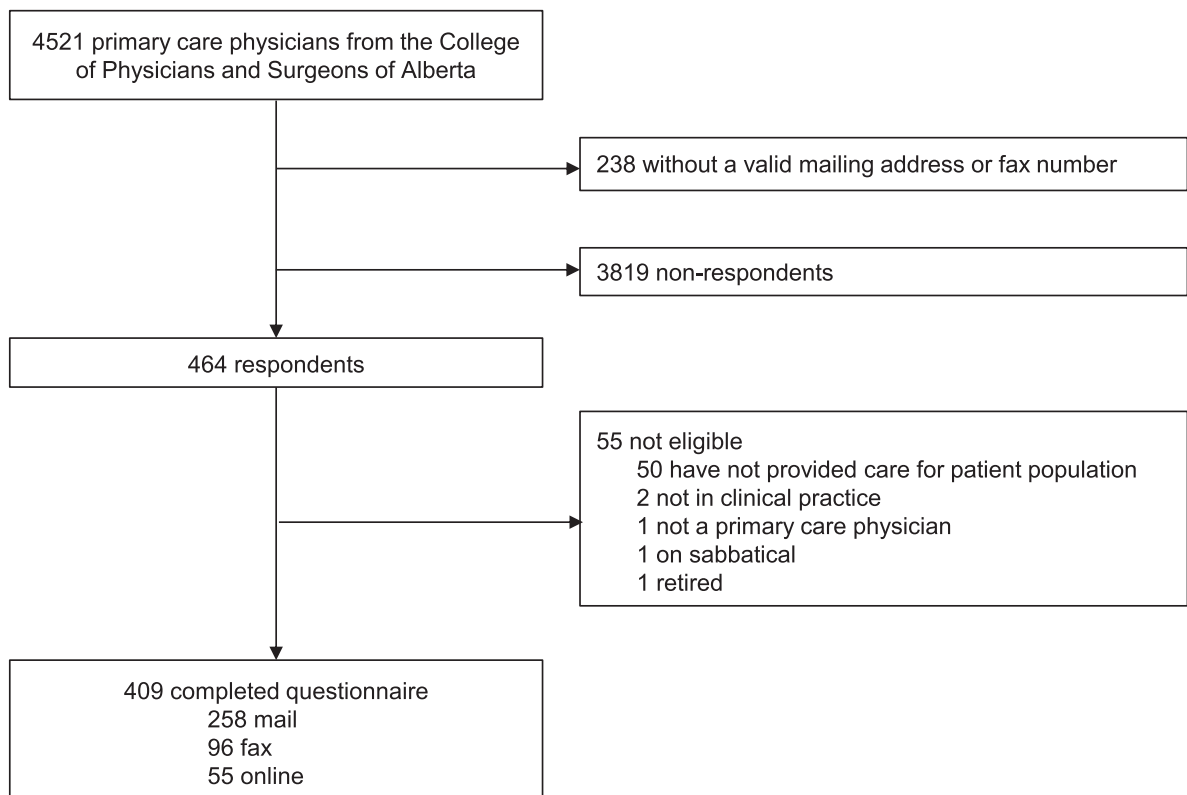 4521 primary care physicians from the College
of Physicians and Surgeons of Alberta
238 without a valid mailing address or fax number
3819 non-respondents
464 respondents
55 not eligible
50 have not provided care for patient population
2 not in clinical practice
1 not a primary care physician
1 on sabbatical
1 retired
409 completed questionnaire
258 mail
96 fax
55 online